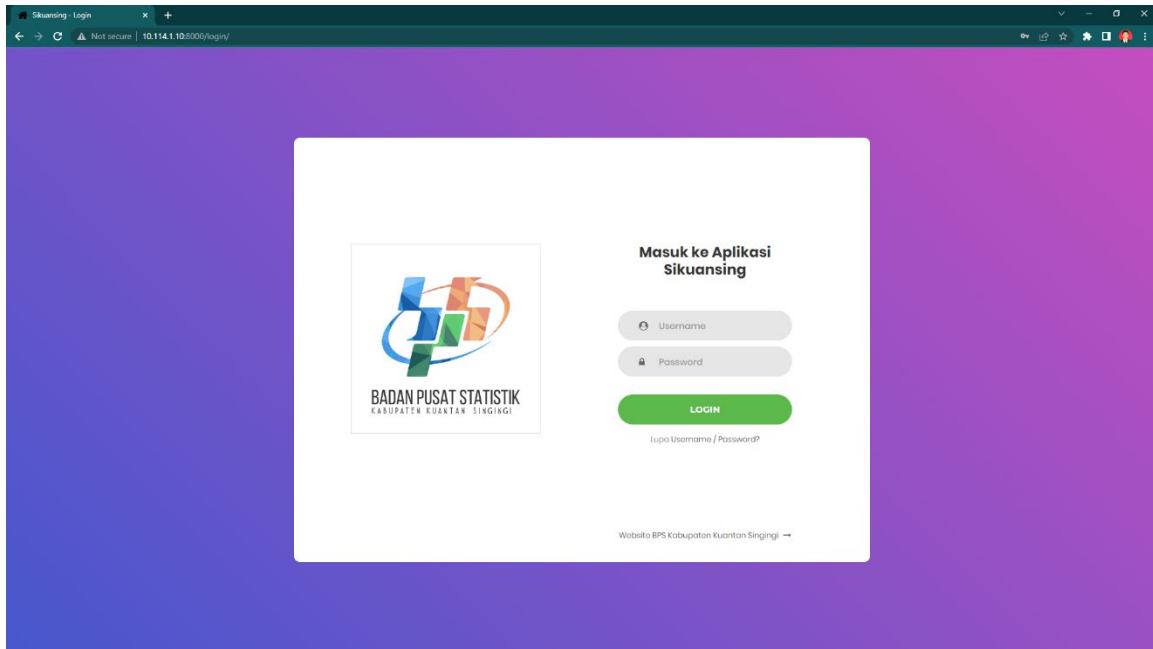 Sikuansing - Login
Not secure | 10.114.1.10:8000/login/
Masuk ke Aplikasi
Sikuansing
Username
Password
BADAN PUSAT STATISTIK
KABUPATEN KUANTAN SINGINGI
LOGIN
Lupa Username / Password?
Website BPS Kabupaten Kuantan Singingi →